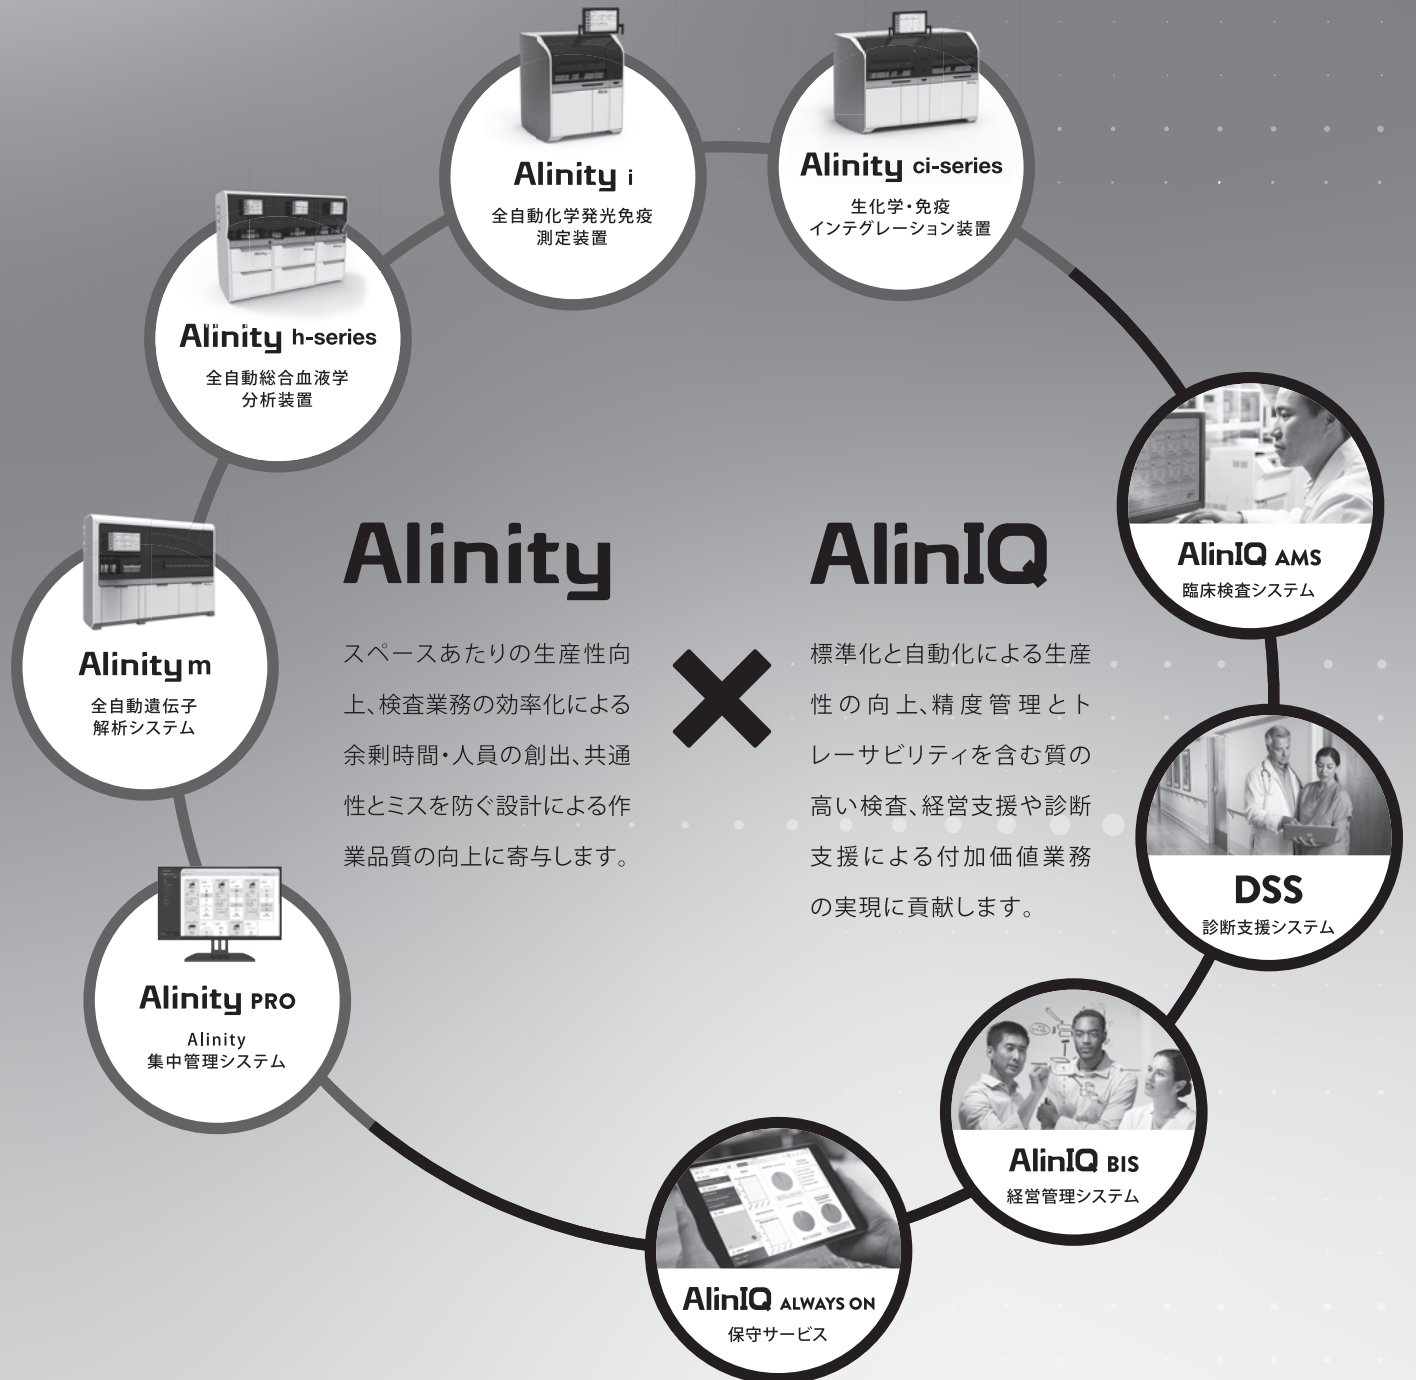 Alinity i
全自動化学発光免疫
測定装置
Alinity ci-series
生化学・免疫
インテグレーション装置
Alinity h-series
全自動総合血液学
分析装置
AlinIQ AMS
臨床検査システム
Alinity
スペースあたりの生産性向
上、検査業務の効率化による
余剰時間・人員の創出、共通
性とミスを防ぐ設計による作
業品質の向上に寄与します。
AlinIQ
標準化と自動化による生産
性の向上、精度管理とト
レーサビリティを含む質の
高い検査、経営支援や診断
支援による付加価値業務
の実現に貢献します。
Alinity m
全自動遺伝子
解析システム
DSS
診断支援システム
Alinity PRO
Alinity
集中管理システム
AlinIQ BIS
経営管理システム
AlinIQ ALWAYS ON
保守サービス